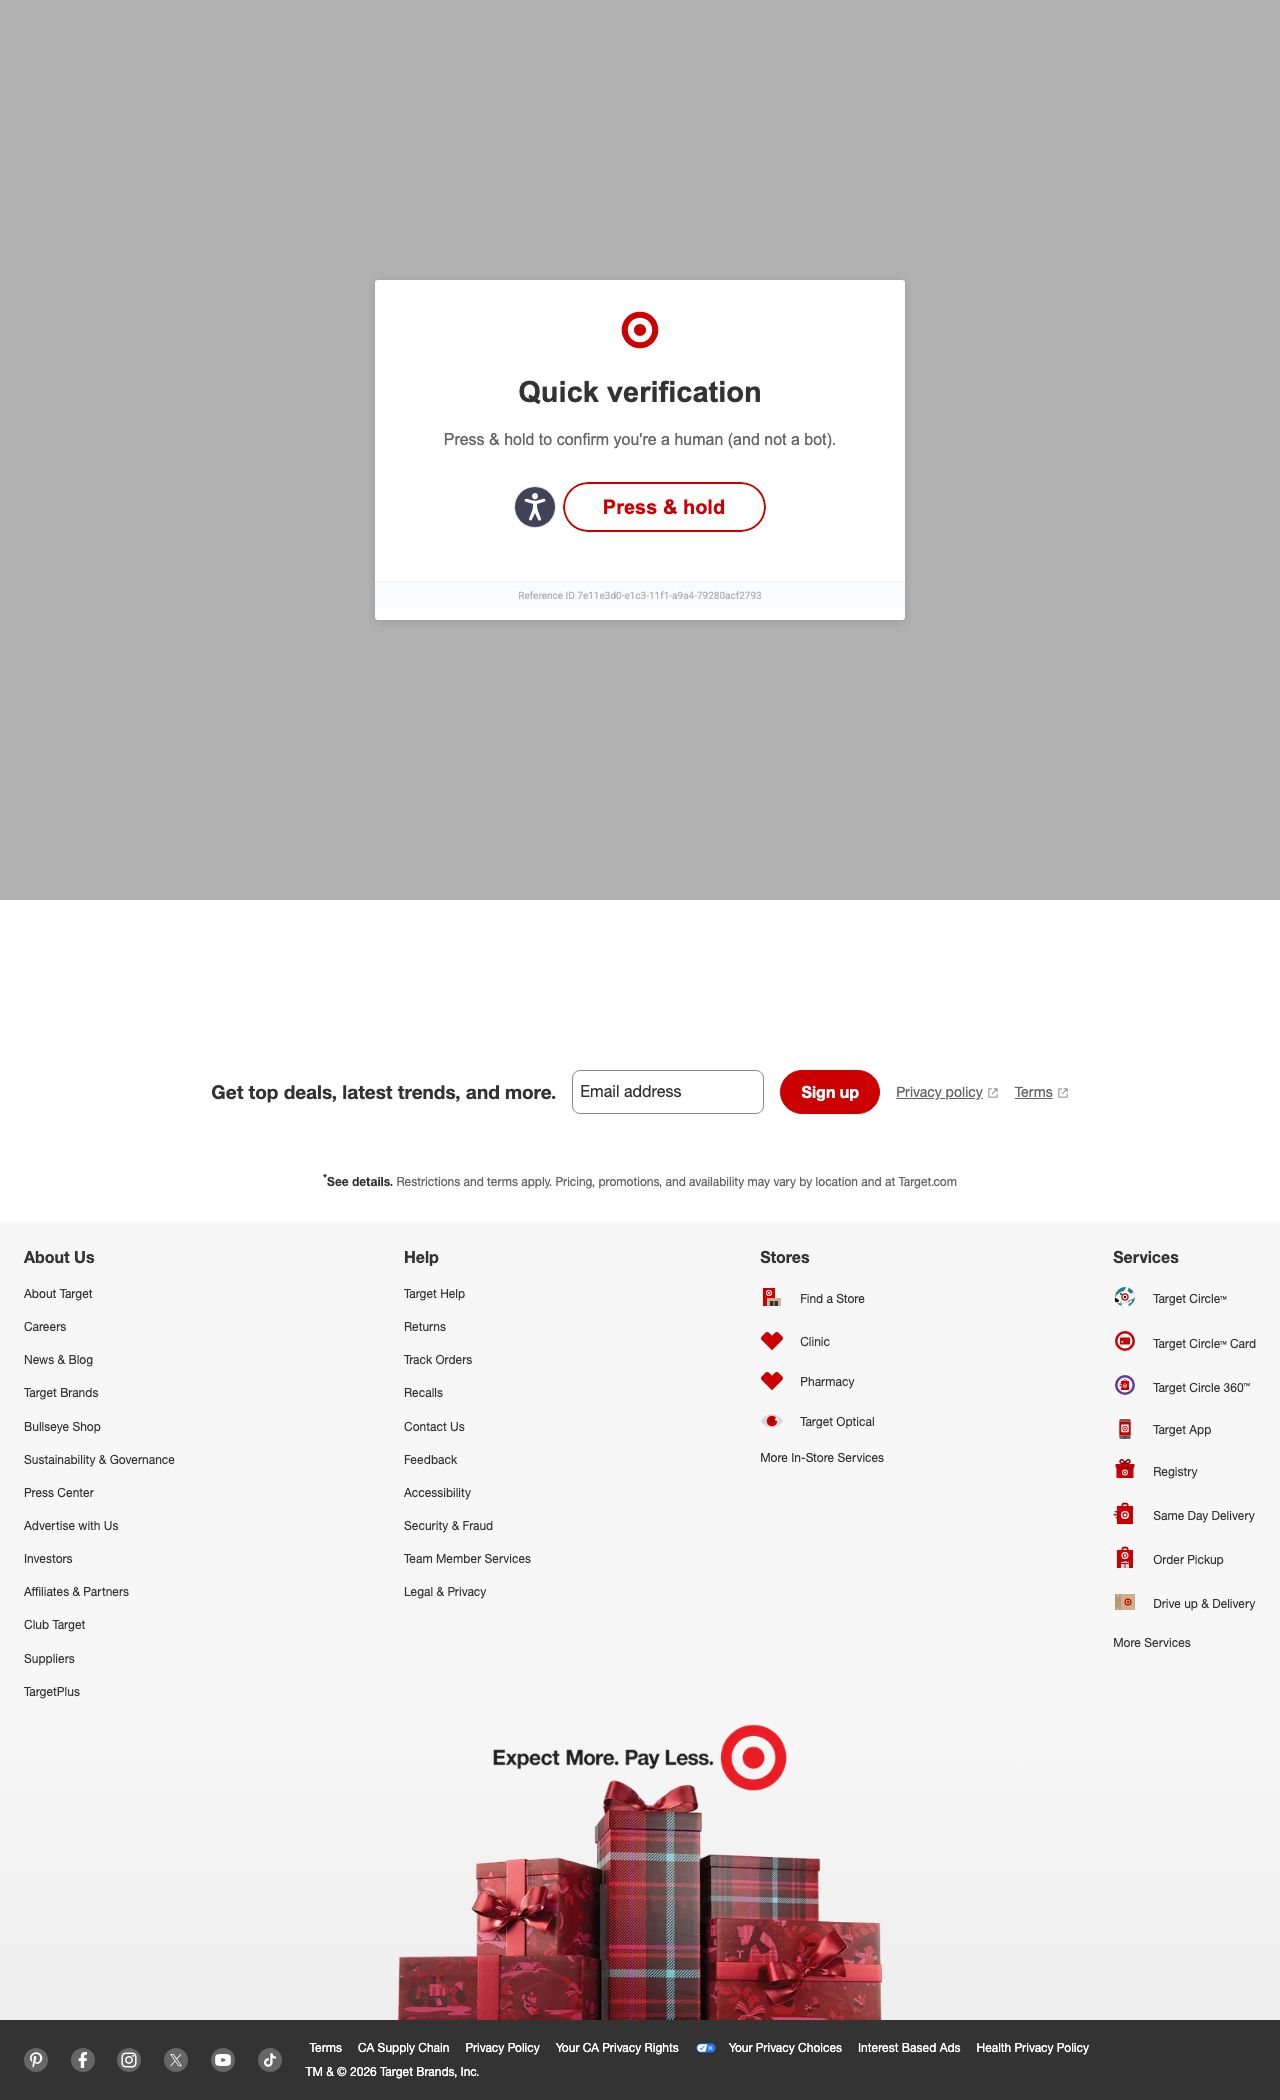 Quick verification
Press & hold to confirm you're a human (and not a bot).
Press & hold
Reference ID 7e11e3d0-e1c3-11f1-a9a4-79280acf2793
Get top deals, latest trends, and more.
Email address
Sign up
Privacy policy
Terms
*See details. Restrictions and terms apply. Pricing, promotions, and availability may vary by location and at Target.com
About Us
About Target
Careers
News & Blog
Target Brands
Bullseye Shop
Sustainability & Governance
Press Center
Advertise with Us
Investors
Affiliates & Partners
Club Target
Suppliers
TargetPlus
Help
Target Help
Returns
Track Orders
Recalls
Contact Us
Feedback
Accessibility
Security & Fraud
Team Member Services
Legal & Privacy
Stores
Find a Store
Clinic
Pharmacy
Target Optical
More In-Store Services
Services
Target Circle™
Target Circle™ Card
Target Circle 360™
Target App
Registry
Same Day Delivery
Order Pickup
Drive up & Delivery
More Services
Expect More. Pay Less.
Terms CA Supply Chain Privacy Policy Your CA Privacy Rights Your Privacy Choices Interest Based Ads Health Privacy Policy
TM & © 2026 Target Brands, Inc.